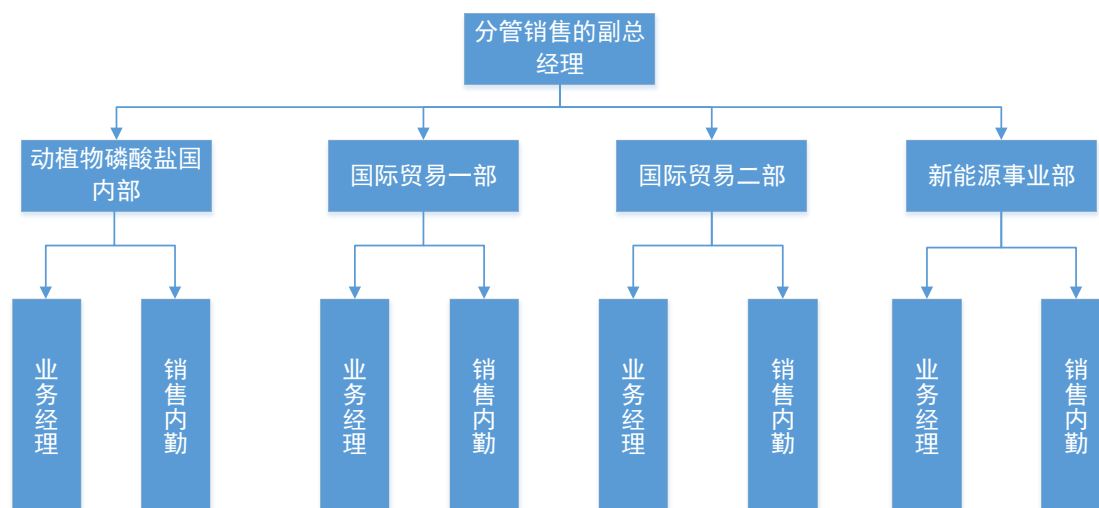 分管销售的副总
经理
动植物磷酸盐国
内部
国际贸易一部
国际贸易二部
新能源事业部
业务经理
销售内勤
业务经理
销售内勤
业务经理
销售内勤
业务经理
销售内勤